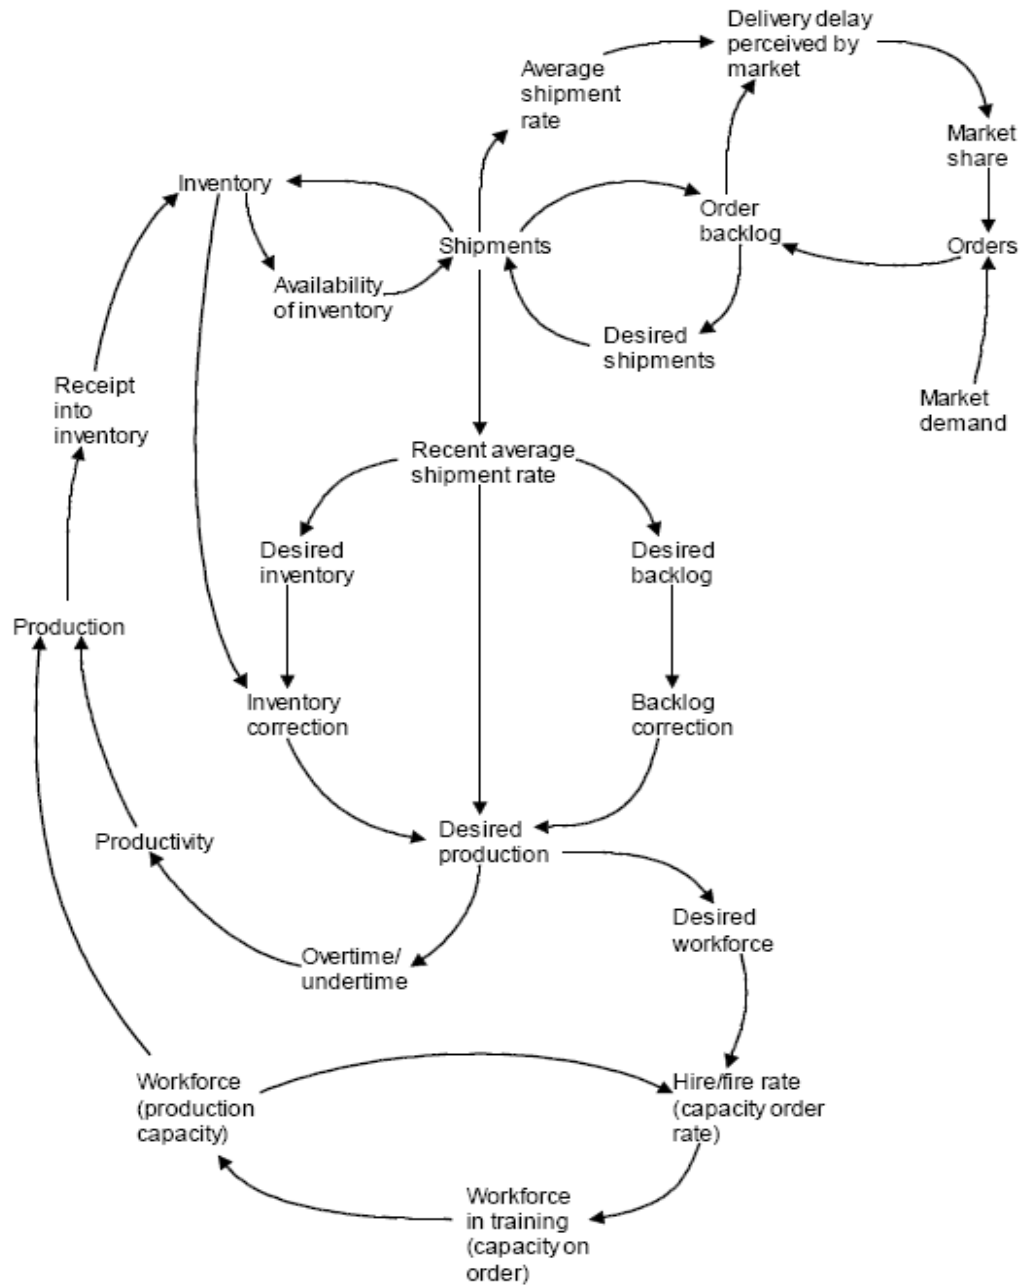 Delivery delay
perceived by
market
Average
shipment
rate
Market
share
Inventory
Order
backlog
Shipments
Orders
Availability
of inventory
Desired
shipments
Receipt
into
inventory
Market
demand
Recent average
shipment rate
Desired
inventory
Desired
backlog
Production
Inventory
correction
Backlog
correction
Desired
production
Productivity
Desired
workforce
Overtime/
undertime
Workforce
(production
capacity)
Hire/fire rate
(capacity order
rate)
Workforce
in training
(capacity on
order)